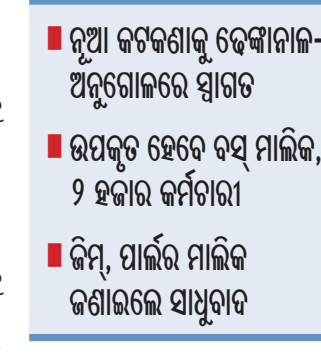 ନୂଆ କଟକଣାକୁ ଢେଙ୍କାନାଳ-
ଅନୁଗୋଳରେ ସ୍ୱାଗତ
ଉପକୃତ ହେବେ ବସ୍ ମାଲିକ,
୨ ହଜାର କର୍ମଚାରୀ
ଜିମ୍, ପାର୍ଲର ମାଲିକ
ଜଣାଇଲେ ସାଧୁବାଦ